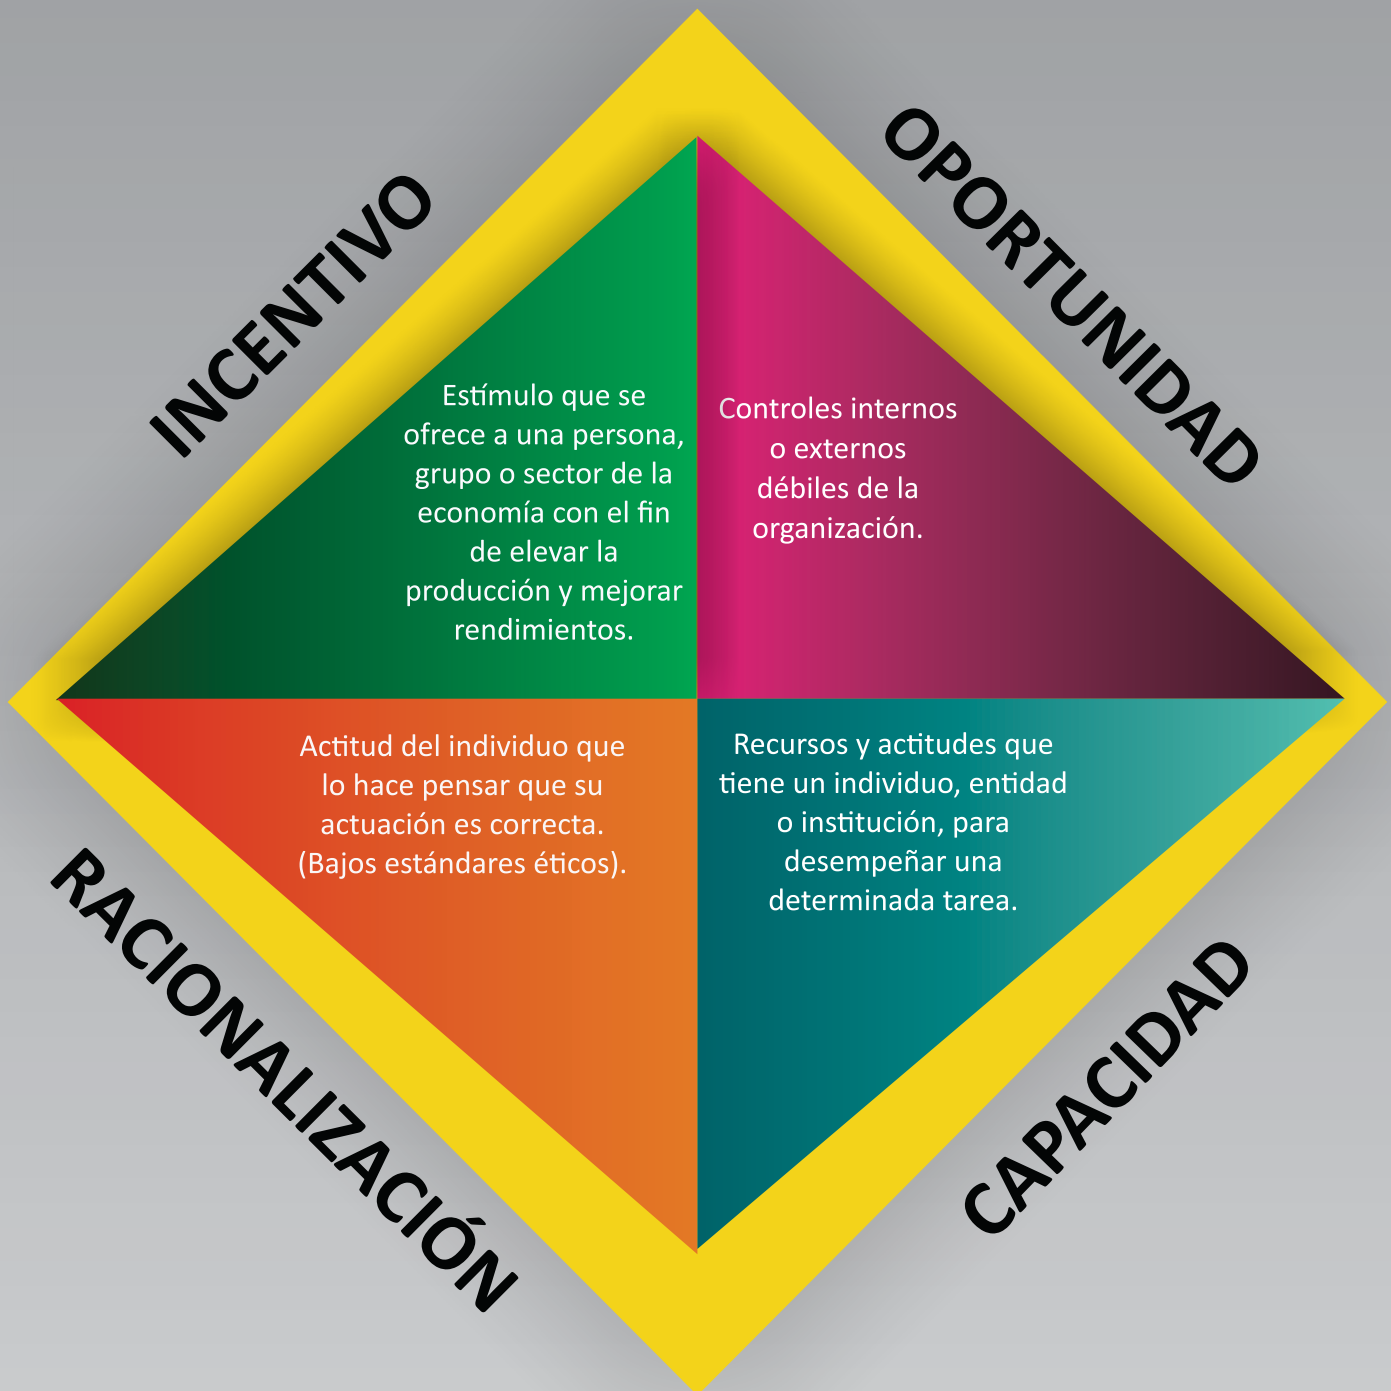 INCENTIVO
OPORTUNIDAD
Estímulo que se
ofrece a una persona,
grupo o sector de la
economía con el fin
de elevar la
producción y mejorar
rendimientos.
Controles internos
o externos
débiles de la
organización.
Actitud del individuo que
lo hace pensar que su
actuación es correcta.
(Bajos estándares éticos).
Recursos y actitudes que
tiene un individuo, entidad
o institución, para
desempeñar una
determinada tarea.
RACIONALIZACIÓN
CAPACIDAD